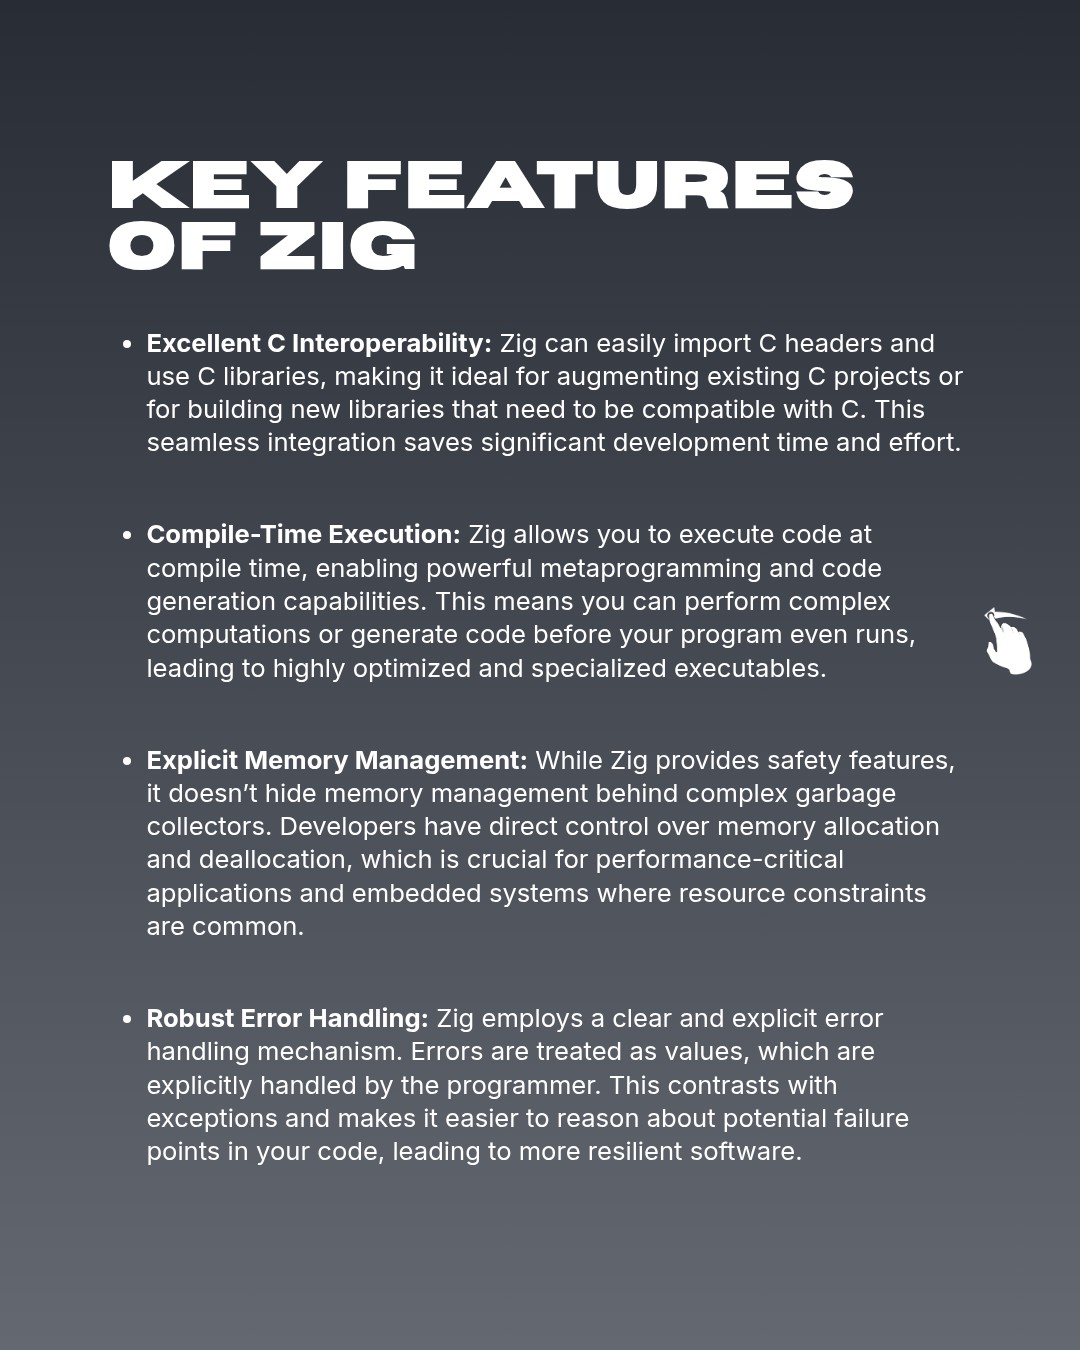 KEY FEATURES
OF ZIG
• Excellent C Interoperability: Zig can easily import C headers and
use C libraries, making it ideal for augmenting existing C projects or
for building new libraries that need to be compatible with C. This
seamless integration saves significant development time and effort.
• Compile-Time Execution: Zig allows you to execute code at
compile time, enabling powerful metaprogramming and code
generation capabilities. This means you can perform complex
computations or generate code before your program even runs,
leading to highly optimized and specialized executables.
• Explicit Memory Management: While Zig provides safety features,
it doesn’t hide memory management behind complex garbage
collectors. Developers have direct control over memory allocation
and deallocation, which is crucial for performance-critical
applications and embedded systems where resource constraints
are common.
• Robust Error Handling: Zig employs a clear and explicit error
handling mechanism. Errors are treated as values, which are
explicitly handled by the programmer. This contrasts with
exceptions and makes it easier to reason about potential failure
points in your code, leading to more resilient software.